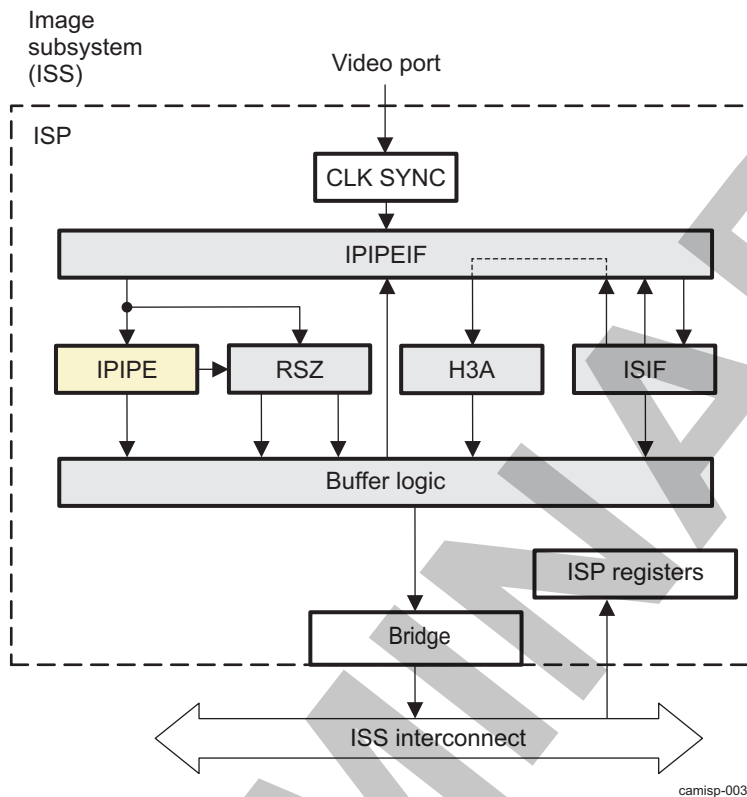 Image
subsystem
(ISS)
Video port
ISP
CLK SYNC
IPIPEIF
IPIPE
RSZ
H3A
ISIF
Buffer logic
ISP registers
Bridge
ISS interconnect
camisp-003